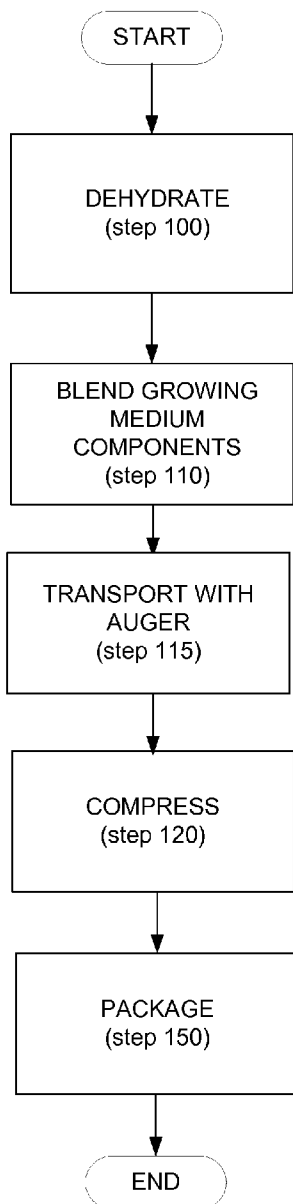 START
DEHYDRATE
(step 100)
BLEND GROWING
MEDIUM
COMPONENTS
(step 110)
TRANSPORT WITH
AUGER
(step 115)
COMPRESS
(step 120)
PACKAGE
(step 150)
END